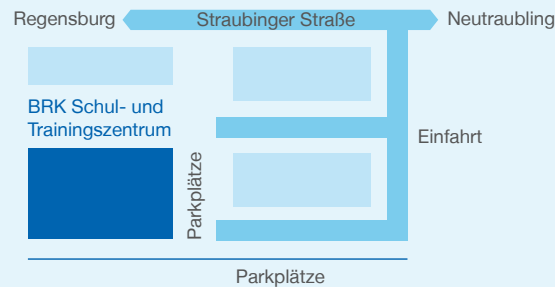 Regensburg
Straubinger Straße
Neutraubling
BRK Schul- und
Trainingszentrum
Einfahrt
Parkplätze
Parkplätze